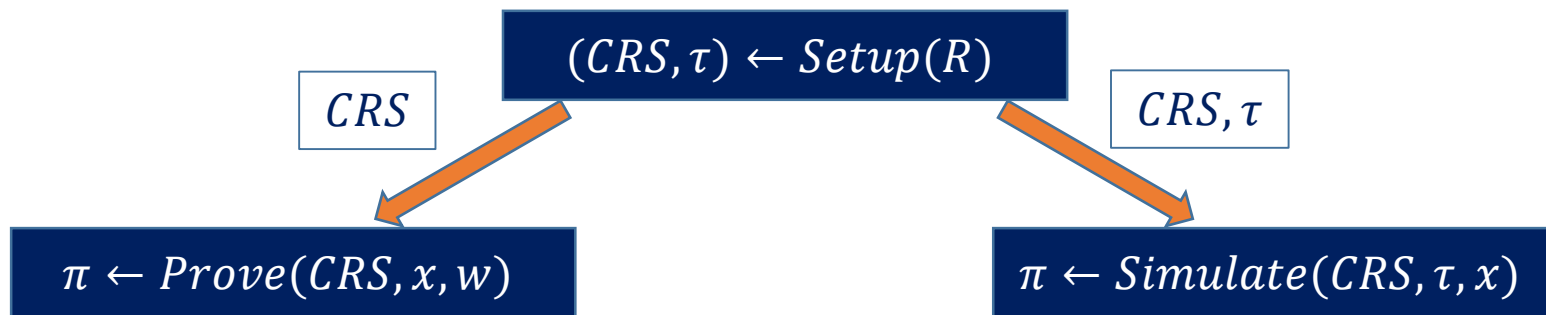 (CRS, τ) ← Setup(R)
CRS
CRS, τ
π ← Prove(CRS, x, w)
π ← Simulate(CRS, τ, x)